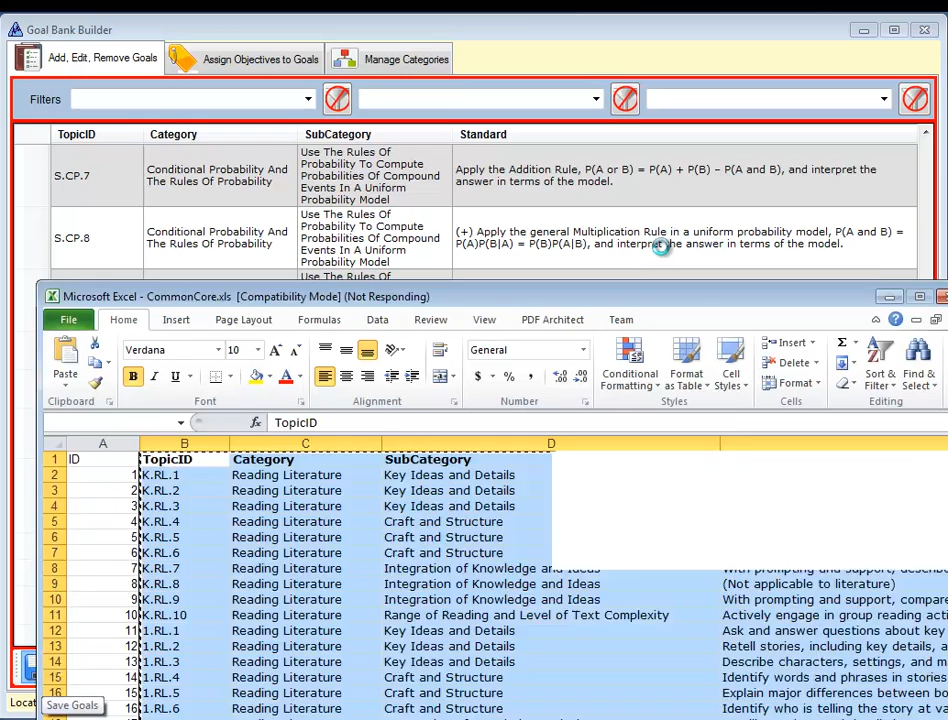 Goal Bank Builder
Add, Edit, Remove Goals Assign Objectives to Goals Manage Categories
Filters
TopicID Category SubCategory Standard
S.CP.7
Conditional Probability And
The Rules Of Probability
Use The Rules Of
Probability To Compute
Probabilities Of Compound
Events In A Uniform
Probability Model
Apply the Addition Rule, P(A or B) = P(A) + P(B) – P(A and B), and interpret the
answer in terms of the model.
S.CP.8
Conditional Probability And
The Rules Of Probability
Use The Rules Of
Probability To Compute
Probabilities Of Compound
Events In A Uniform
Probability Model
(+) Apply the general Multiplication Rule in a uniform probability model, P(A and B) =
P(A)P(B|A) = P(B)P(A|B), and interpret the answer in terms of the model.
Use The Rules Of
Microsoft Excel - CommonCore.xls [Compatibility Mode] (Not Responding)
File Home Insert Page Layout Formulas Data Review View PDF Architect Team
Paste
Clipboard
Verdana 10
B I U
A A
Font
Alignment
General
$ % ,
Number
Conditional
Formatting
Format
as Table
Cell
Styles
Styles
Insert
Delete
Format
Cells
Σ
Sort &
Filter
Find &
Select
Editing
fx TopicID
A B C D
1 ID TopicID Category SubCategory
2 1 K.RL.1 Reading Literature Key Ideas and Details
3 2 K.RL.2 Reading Literature Key Ideas and Details
4 3 K.RL.3 Reading Literature Key Ideas and Details
5 4 K.RL.4 Reading Literature Craft and Structure
6 5 K.RL.5 Reading Literature Craft and Structure
7 6 K.RL.6 Reading Literature Craft and Structure
8 7 K.RL.7 Reading Literature Integration of Knowledge and Ideas With prompting and support, describe
9 8 K.RL.8 Reading Literature Integration of Knowledge and Ideas (Not applicable to literature)
10 9 K.RL.9 Reading Literature Integration of Knowledge and Ideas With prompting and support, compare
11 10 K.RL.10 Reading Literature Range of Reading and Level of Text Complexity Actively engage in group reading acti
12 11 1.RL.1 Reading Literature Key Ideas and Details Ask and answer questions about key
13 12 1.RL.2 Reading Literature Key Ideas and Details Retell stories, including key details, a
14 13 1.RL.3 Reading Literature Key Ideas and Details Describe characters, settings, and m
15 14 1.RL.4 Reading Literature Craft and Structure Identify words and phrases in stories
16 15 1.RL.5 Reading Literature Craft and Structure Explain major differences between bo
16 1.RL.6 Reading Literature Craft and Structure Identify who is telling the story at va
Locat
Save Goals